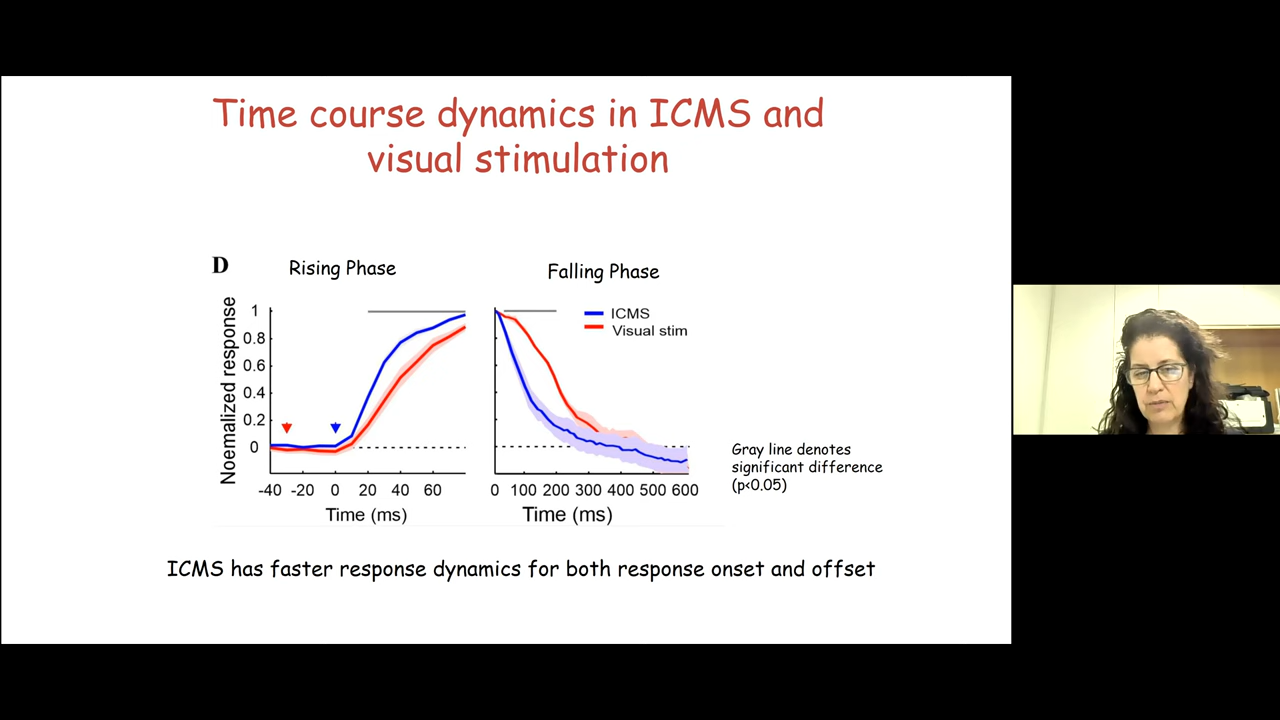 Time course dynamics in ICMS and
visual stimulation
D
Rising Phase
Falling Phase
Noemalized response
1
0.8
0.6
0.4
0.2
0
-40 -20 0 20 40 60
Time (ms)
ICMS
Visual stim
0 100 200 300 400 500 600
Time (ms)
Gray line denotes
significant difference
(p<0.05)
ICMS has faster response dynamics for both response onset and offset